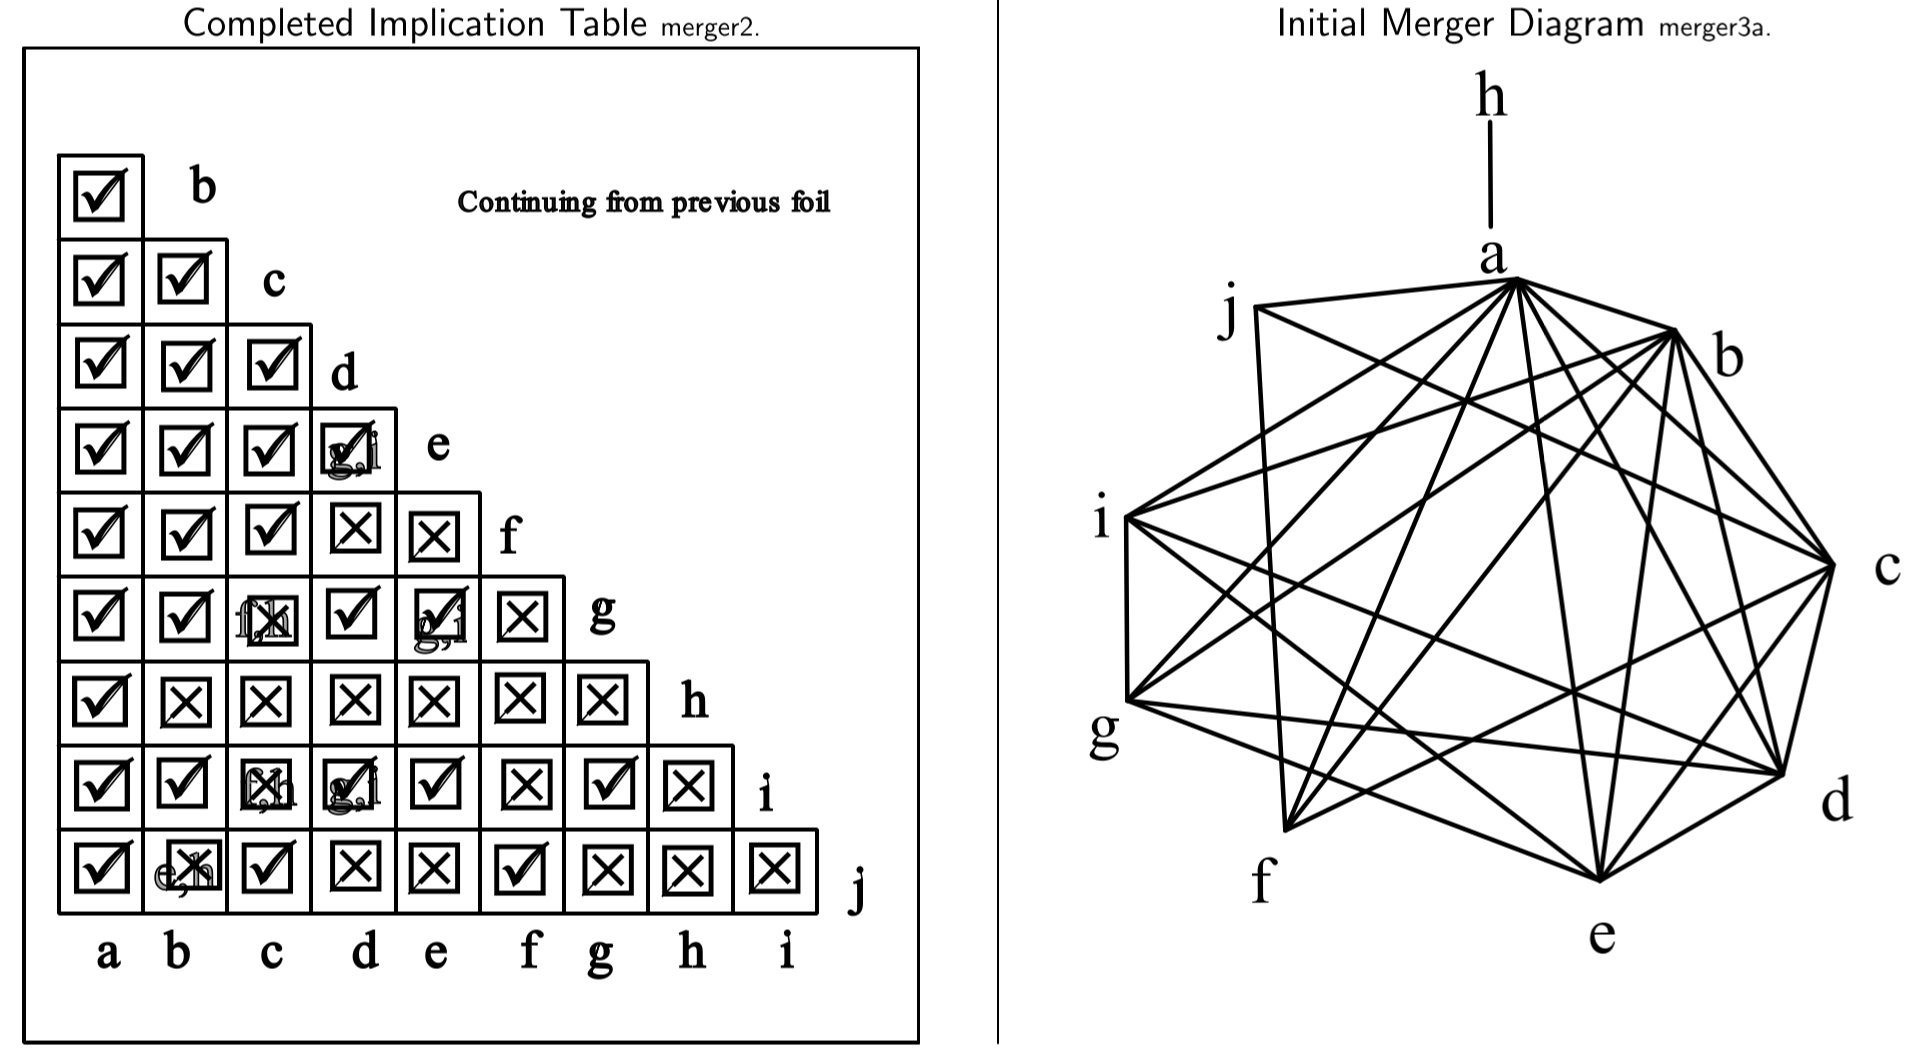 Completed Implication Table merger2.
b
Continuing from previous foil
c
d
g,i
e
f
f,h
g,i
g
h
f,h
g,i
i
e,h
j
a b c d e f g h i
Initial Merger Diagram merger3a.
h
a
j
b
i
c
g
d
f
e